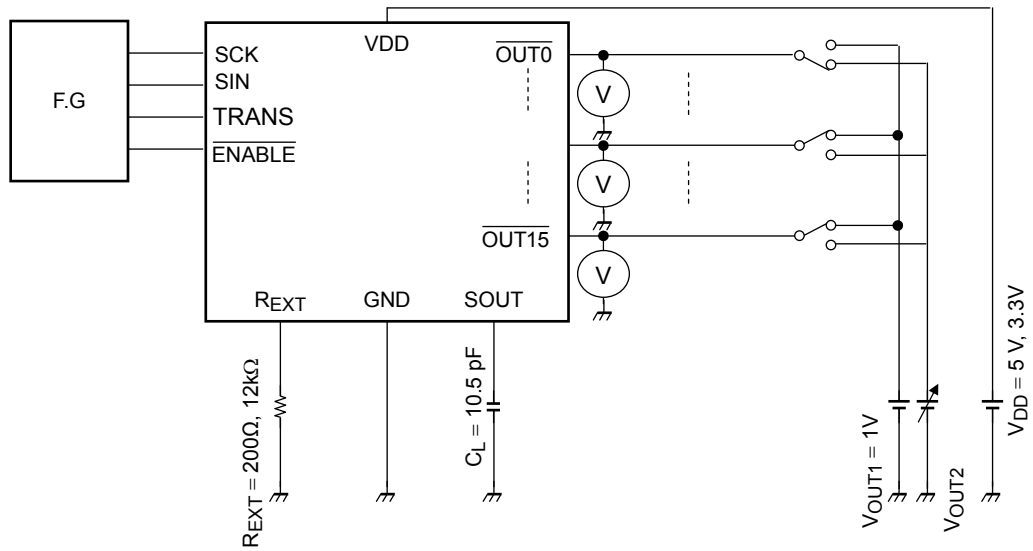 F.G
SCK
SIN
TRANS
ENABLE
VDD
OUT0
V
V
OUT15
V
REXT
GND
SOUT
REXT = 200Ω, 12kΩ
CL = 10.5 pF
VOUT1 = 1V
VOUT2
VDD = 5 V, 3.3V